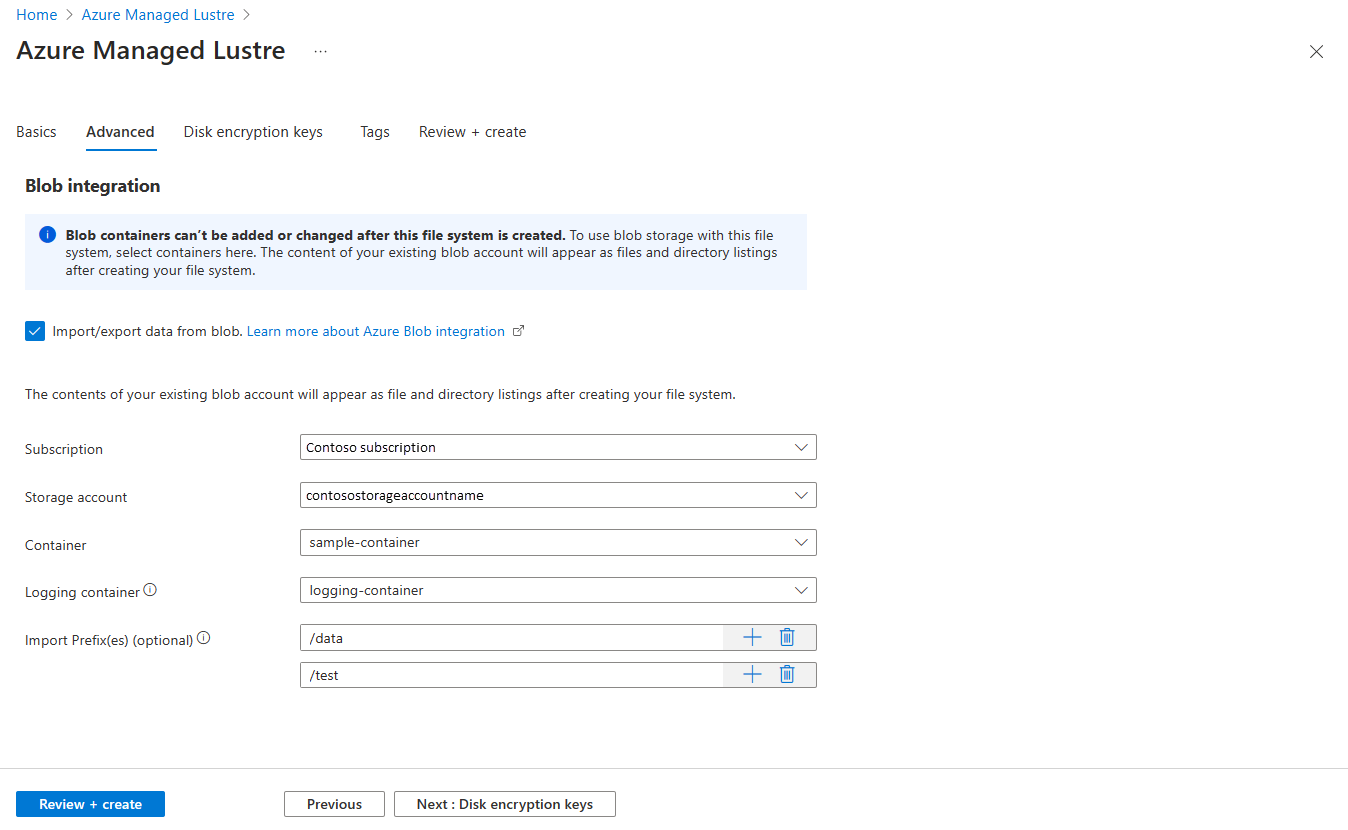 Home > Azure Managed Lustre >
Azure Managed Lustre ...
Basics Advanced Disk encryption keys Tags Review + create
Blob integration
Blob containers can't be added or changed after this file system is created. To use blob storage with this file
system, select containers here. The content of your existing blob account will appear as files and directory listings
after creating your file system.
Import/export data from blob. Learn more about Azure Blob integration
The contents of your existing blob account will appear as file and directory listings after creating your file system.
Subscription Contoso subscription
Storage account contosostorageaccountname
Container sample-container
Logging container logging-container
Import Prefix(es) (optional) /data
/test
Review + create Previous Next : Disk encryption keys